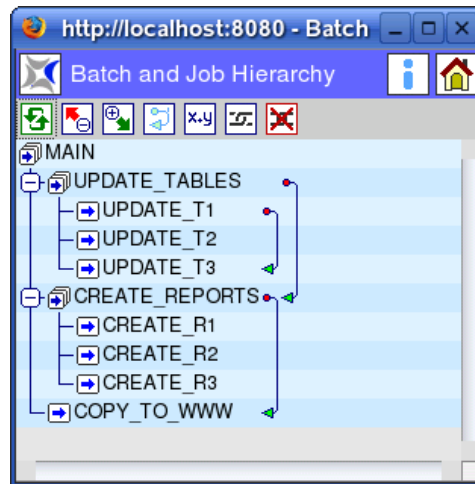 http://localhost:8080 - Batch
Batch and Job Hierarchy
x+y
MAIN
UPDATE_TABLES
UPDATE_T1
UPDATE_T2
UPDATE_T3
CREATE_REPORTS
CREATE_R1
CREATE_R2
CREATE_R3
COPY_TO_WWW